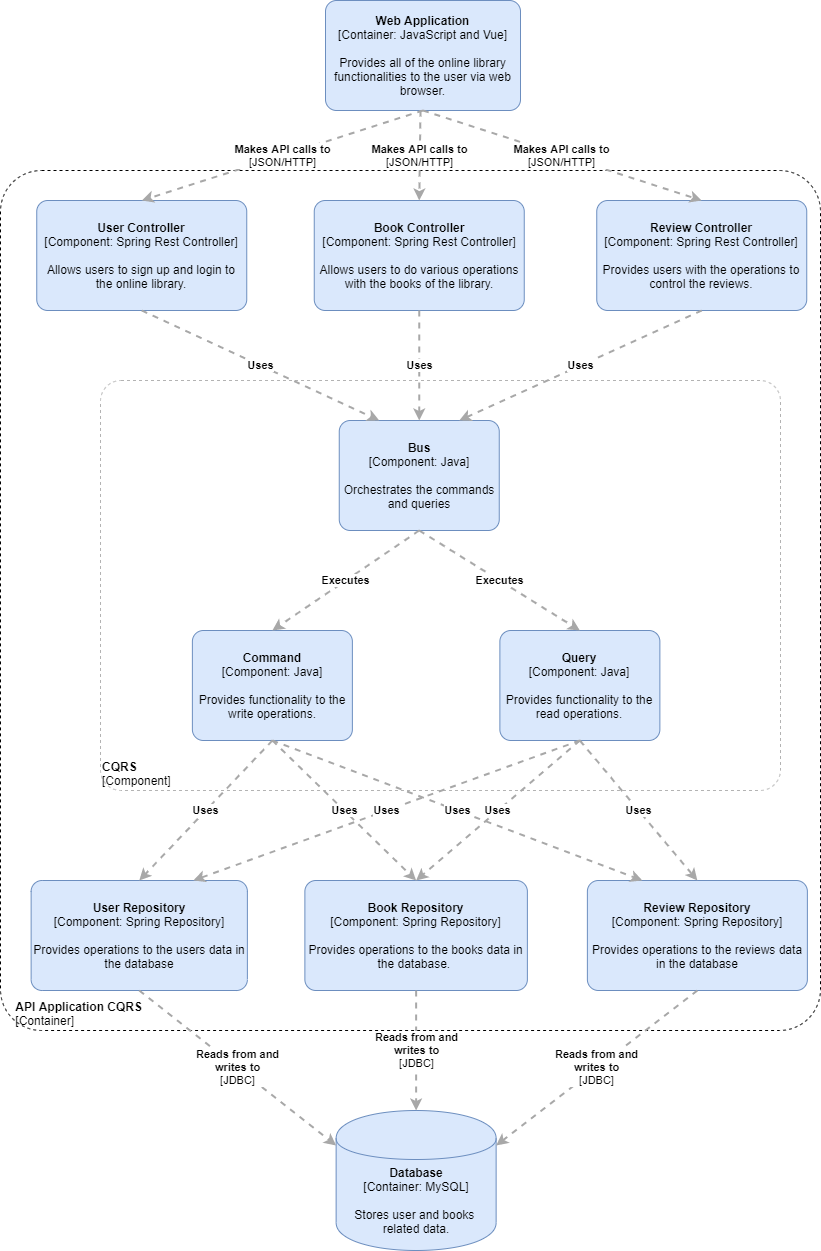 Web Application
[Container: JavaScript and Vue]
Provides all of the online library
functionalities to the user via web
browser.
Makes API calls to
[JSON/HTTP]
Makes API calls to
[JSON/HTTP]
Makes API calls to
[JSON/HTTP]
User Controller
[Component: Spring Rest Controller]
Allows users to sign up and login to
the online library.
Book Controller
[Component: Spring Rest Controller]
Allows users to do various operations
with the books of the library.
Review Controller
[Component: Spring Rest Controller]
Provides users with the operations to
control the reviews.
Uses
Uses
Uses
Bus
[Component: Java]
Orchestrates the commands
and queries
Executes
Executes
Command
[Component: Java]
Provides functionality to the
write operations.
Query
[Component: Java]
Provides functionality to the
read operations.
CQRS
[Component]
Uses
Uses
Uses
Uses
Uses
Uses
User Repository
[Component: Spring Repository]
Provides operations to the users data in
the database
Book Repository
[Component: Spring Repository]
Provides operations to the books data in
the database.
Review Repository
[Component: Spring Repository]
Provides operations to the reviews data
in the database
API Application CQRS
[Container]
Reads from and
writes to
[JDBC]
Reads from and
writes to
[JDBC]
Reads from and
writes to
[JDBC]
Database
[Container: MySQL]
Stores user and books
related data.